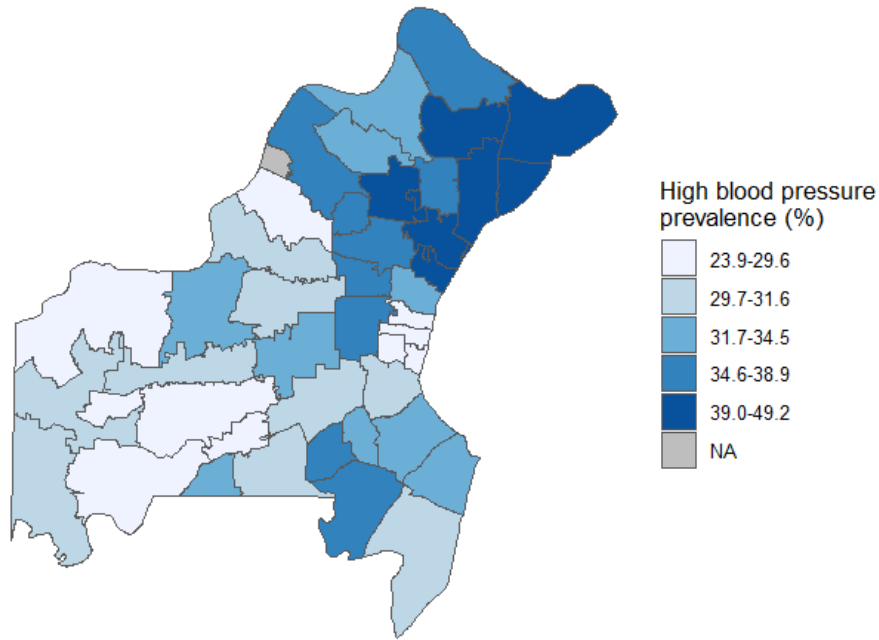 High blood pressure
prevalence (%)
23.9-29.6
29.7-31.6
31.7-34.5
34.6-38.9
39.0-49.2
NA